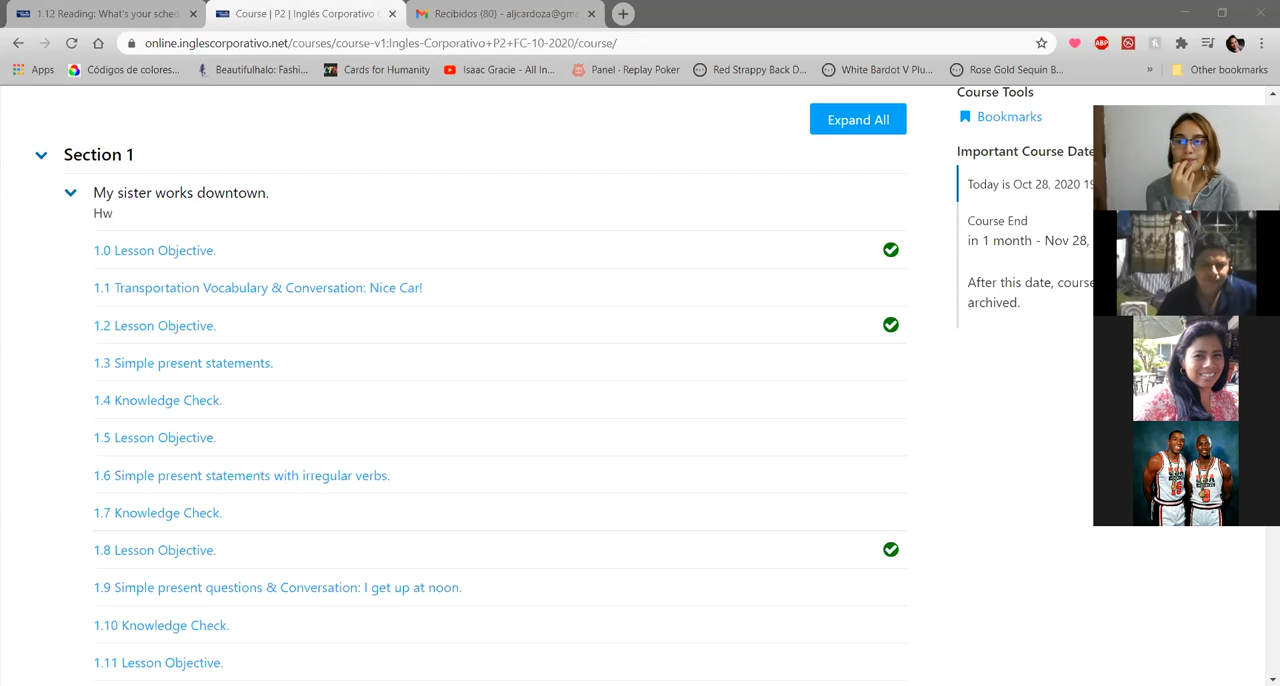 1.12 Reading: What's your sched
Course | P2 | Inglés Corporativo
Recibidos (80) - aljcardoza@gma
online.inglescorporativo.net/courses/course-v1:Ingles-Corporativo+P2+FC-10-2020/course/
Apps
Códigos de colores...
Beautifulhalo: Fashi...
Cards for Humanity
Isaac Gracie - All In...
Panel · Replay Poker
Red Strappy Back D...
White Bardot V Plu...
Rose Gold Sequin B...
Other bookmarks
Course Tools
Bookmarks
Expand All
Important Course Date
Today is Oct 28, 2020 19
Course End
in 1 month - Nov 28,
After this date, course
archived.
Section 1
My sister works downtown.
Hw
1.0 Lesson Objective.
1.1 Transportation Vocabulary & Conversation: Nice Car!
1.2 Lesson Objective.
1.3 Simple present statements.
1.4 Knowledge Check.
1.5 Lesson Objective.
1.6 Simple present statements with irregular verbs.
1.7 Knowledge Check.
1.8 Lesson Objective.
1.9 Simple present questions & Conversation: I get up at noon.
1.10 Knowledge Check.
1.11 Lesson Objective.